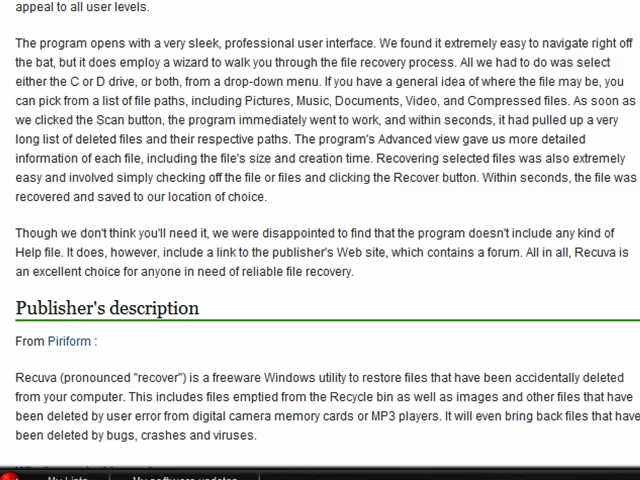 appeal to all user levels.
The program opens with a very sleek, professional user interface. We found it extremely easy to navigate right off
the bat, but it does employ a wizard to walk you through the file recovery process. All we had to do was select
either the C or D drive, or both, from a drop-down menu. If you have a general idea of where the file may be, you
can pick from a list of file paths, including Pictures, Music, Documents, Video, and Compressed files. As soon as
we clicked the Scan button, the program immediately went to work, and within seconds, it had pulled up a very
long list of deleted files and their respective paths. The program's Advanced view gave us more detailed
information of each file, including the file's size and creation time. Recovering selected files was also extremely
easy and involved simply checking off the file or files and clicking the Recover button. Within seconds, the file was
recovered and saved to our location of choice.
Though we don't think you'll need it, we were disappointed to find that the program doesn't include any kind of
Help file. It does, however, include a link to the publisher's Web site, which contains a forum. All in all, Recuva is
an excellent choice for anyone in need of reliable file recovery.
Publisher's description
From Piriform :
Recuva (pronounced "recover") is a freeware Windows utility to restore files that have been accidentally deleted
from your computer. This includes files emptied from the Recycle bin as well as images and other files that have
been deleted by user error from digital camera memory cards or MP3 players. It will even bring back files that have
been deleted by bugs, crashes and viruses.
My Lists My software updates